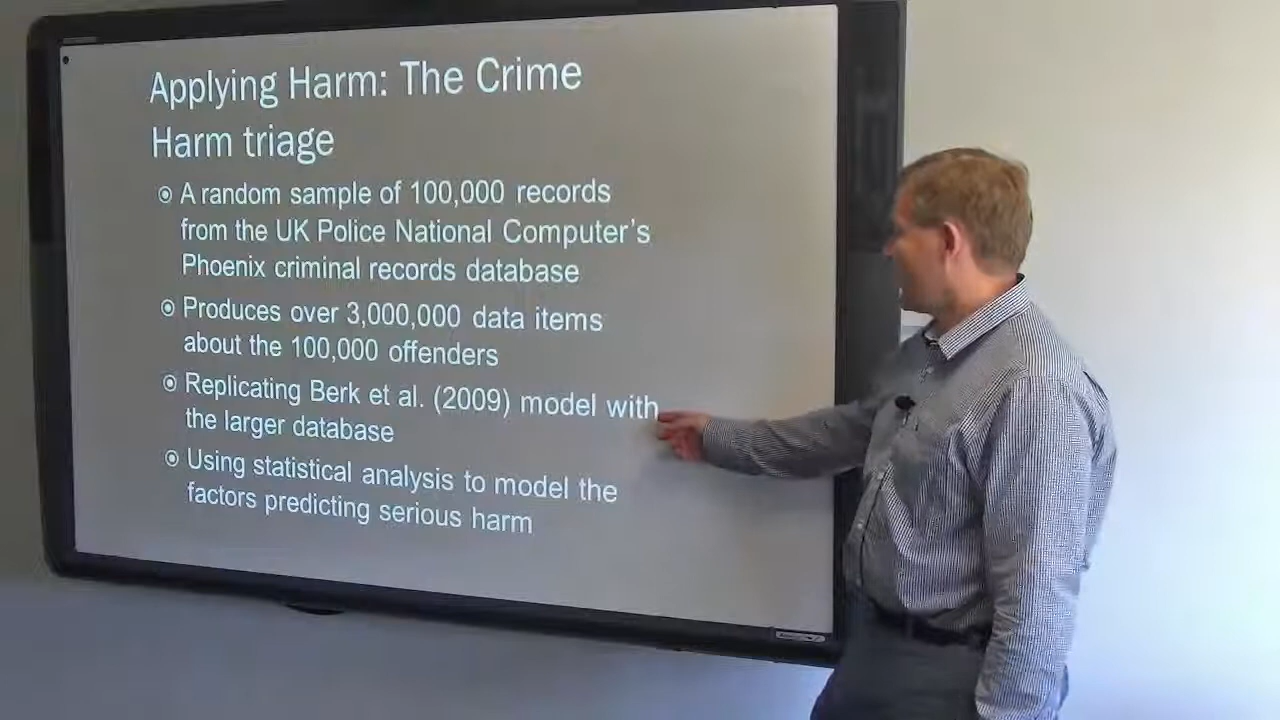 Applying Harm: The Crime
Harm triage
A random sample of 100,000 records
from the UK Police National Computer's
Phoenix criminal records database
Produces over 3,000,000 data items
about the 100,000 offenders
Replicating Berk et al. (2009) model with
the larger database
Using statistical analysis to model the
factors predicting serious harm